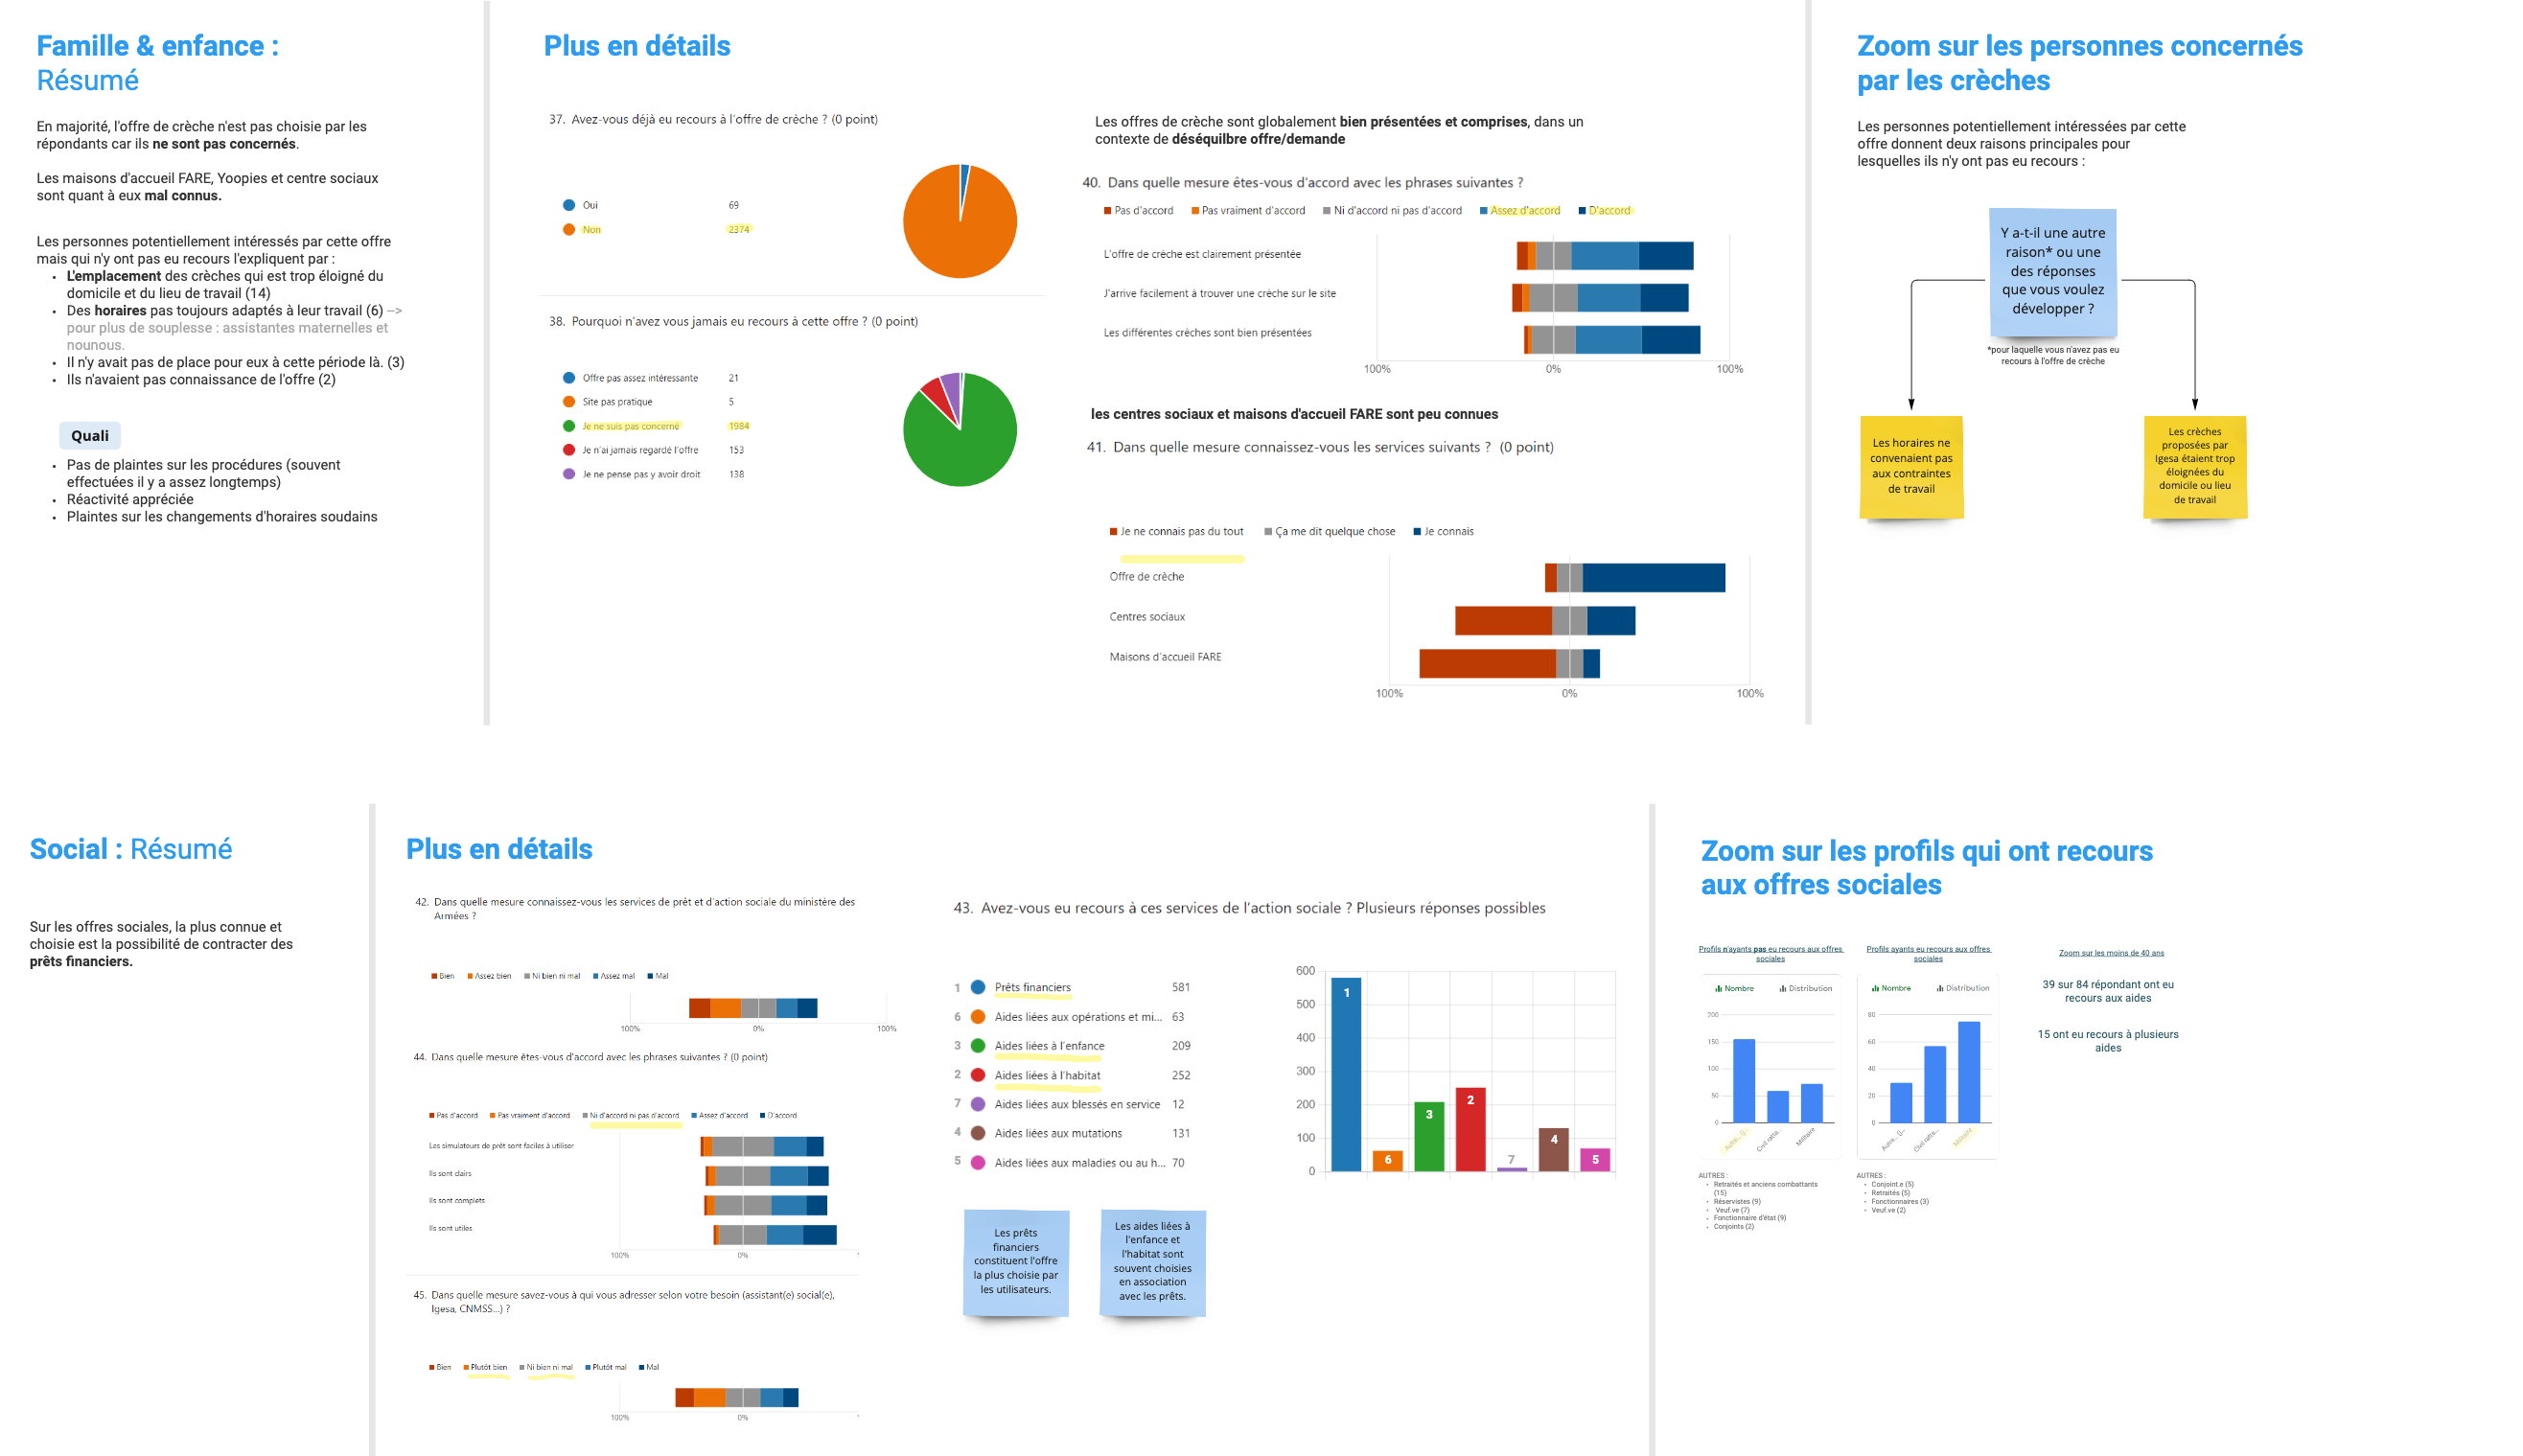 Famille & enfance :
Résumé
En majorité, l'offre de crèche n'est pas choisie par les
répondants car ils ne sont pas concernés.
Les maisons d'accueil FARE, Yoopies et centre sociaux
sont quant à eux mal connus.
Les personnes potentiellement intéressés par cette offre
mais qui n'y ont pas eu recours l'expliquent par :
• L'emplacement des crèches qui est trop éloigné du
domicile et du lieu de travail (14)
• Des horaires pas toujours adaptés à leur travail (6) -->
pour plus de souplesse : assistantes maternelles et
nounous.
• Il n'y avait pas de place pour eux à cette période là. (3)
• Ils n'avaient pas connaissance de l'offre (2)
Quali
• Pas de plaintes sur les procédures (souvent
effectuées il y a assez longtemps)
• Réactivité appréciée
• Plaintes sur les changements d'horaires soudains
Plus en détails
37. Avez-vous déjà eu recours à l'offre de crèche ? (0 point)
Oui 69
Non 2374
38. Pourquoi n'avez vous jamais eu recours à cette offre ? (0 point)
Offre pas assez intéressante 21
Site pas pratique 5
Je ne suis pas concerné 1984
Je n'ai jamais regardé l'offre 153
Je ne pense pas y avoir droit 138
Les offres de crèche sont globalement bien présentées et comprises, dans un
contexte de déséquilbre offre/demande
40. Dans quelle mesure êtes-vous d'accord avec les phrases suivantes ?
Pas d'accord Pas vraiment d'accord Ni d'accord ni pas d'accord Assez d'accord D'accord
L'offre de crèche est clairement présentée
J'arrive facilement à trouver une crèche sur le site
Les différentes crèches sont bien présentées
100% 0% 100%
les centres sociaux et maisons d'accueil FARE sont peu connues
41. Dans quelle mesure connaissez-vous les services suivants ? (0 point)
Je ne connais pas du tout Ça me dit quelque chose Je connais
Offre de crèche
Centres sociaux
Maisons d'accueil FARE
100% 0% 100%
Zoom sur les personnes concernés
par les crèches
Les personnes potentiellement intéressées par cette
offre donnent deux raisons principales pour
lesquelles ils n'y ont pas eu recours :
Y a-t-il une autre
raison* ou une
des réponses
que vous voulez
développer ?
*pour laquelle vous n'avez pas eu
recours à l'offre de crèche
Les horaires ne
convenaient pas
aux contraintes
de travail
Les crèches
proposées par
Igesa étaient trop
éloignées du
domicile ou lieu
de travail
Social : Résumé
Sur les offres sociales, la plus connue et
choisie est la possibilité de contracter des
prêts financiers.
Plus en détails
42. Dans quelle mesure connaissez-vous les services de prêt et d'action sociale du ministère des
Armées ?
Bien Assez bien Ni bien ni mal Assez mal Mal
100% 0% 100%
44. Dans quelle mesure êtes-vous d'accord avec les phrases suivantes ? (0 point)
Pas d'accord Pas vraiment d'accord Ni d'accord ni pas d'accord Assez d'accord D'accord
Les simulateurs de prêt sont faciles à utiliser
Ils sont clairs
Ils sont complets
Ils sont utiles
100% 0%
45. Dans quelle mesure savez-vous à qui vous adresser selon votre besoin (assistant(e) social(e),
Igesa, CNMSS...) ?
Bien Plutôt bien Ni bien ni mal Plutôt mal Mal
100% 0%
43. Avez-vous eu recours à ces services de l'action sociale ? Plusieurs réponses possibles
1 Prêts financiers 581
6 Aides liées aux opérations et mi... 63
3 Aides liées à l'enfance 209
2 Aides liées à l'habitat 252
7 Aides liées aux blessés en service 12
4 Aides liées aux mutations 131
5 Aides liées aux maladies ou au h... 70
600
500
400
300
200
100
0
1 6 3 2 7 4 5
Les prêts
financiers
constituent l'offre
la plus choisie par
les utilisateurs.
Les aides liées à
l'enfance et
l'habitat sont
souvent choisies
en association
avec les prêts.
Zoom sur les profils qui ont recours
aux offres sociales
Profils n'ayants pas eu recours aux offres
sociales
Nombre Distribution
200
150
100
50
0
Autre... (j... Civil ratta... Militaire
AUTRES :
• Retraités et anciens combattants
(15)
• Réservistes (9)
• Veuf.ve (7)
• Fonctionnaire d'état (9)
• Conjoints (2)
Profils ayants eu recours aux offres
sociales
Nombre Distribution
80
60
40
20
0
Autre... (j... Civil ratta... Militaire
AUTRES :
• Conjoint.e (5)
• Retraités (5)
• Fonctionnaires (3)
• Veuf.ve (2)
Zoom sur les moins de 40 ans
39 sur 84 répondant ont eu
recours aux aides
15 ont eu recours à plusieurs
aides